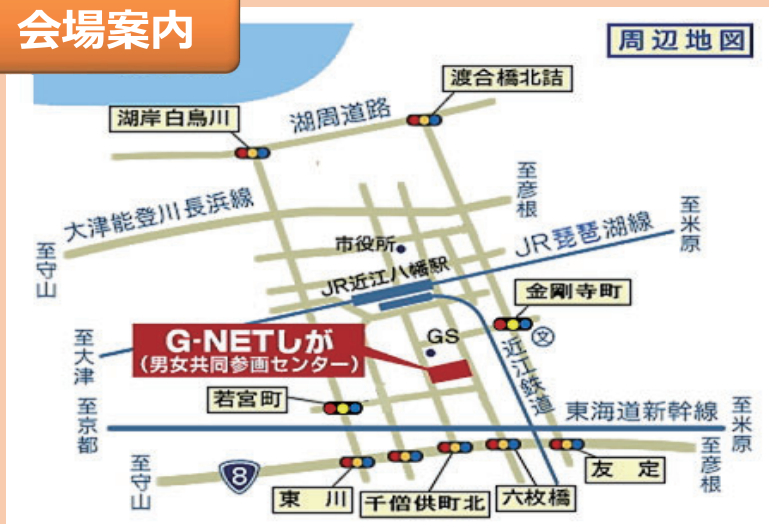 会場案内
周辺地図
渡合橋北詰
湖岸白鳥川
湖周道路
至彦根
大津能登川長浜線
至守山
市役所
JR琵琶湖線
至米原
JR近江八幡駅
金剛寺町
至大津
G-NETしが
(男女共同参画センター)
GS
文
近江鉄道
若宮町
至京都
東海道新幹線
至米原
至守山
8
東川
千僧供町北
六枚橋
友定
至彦根